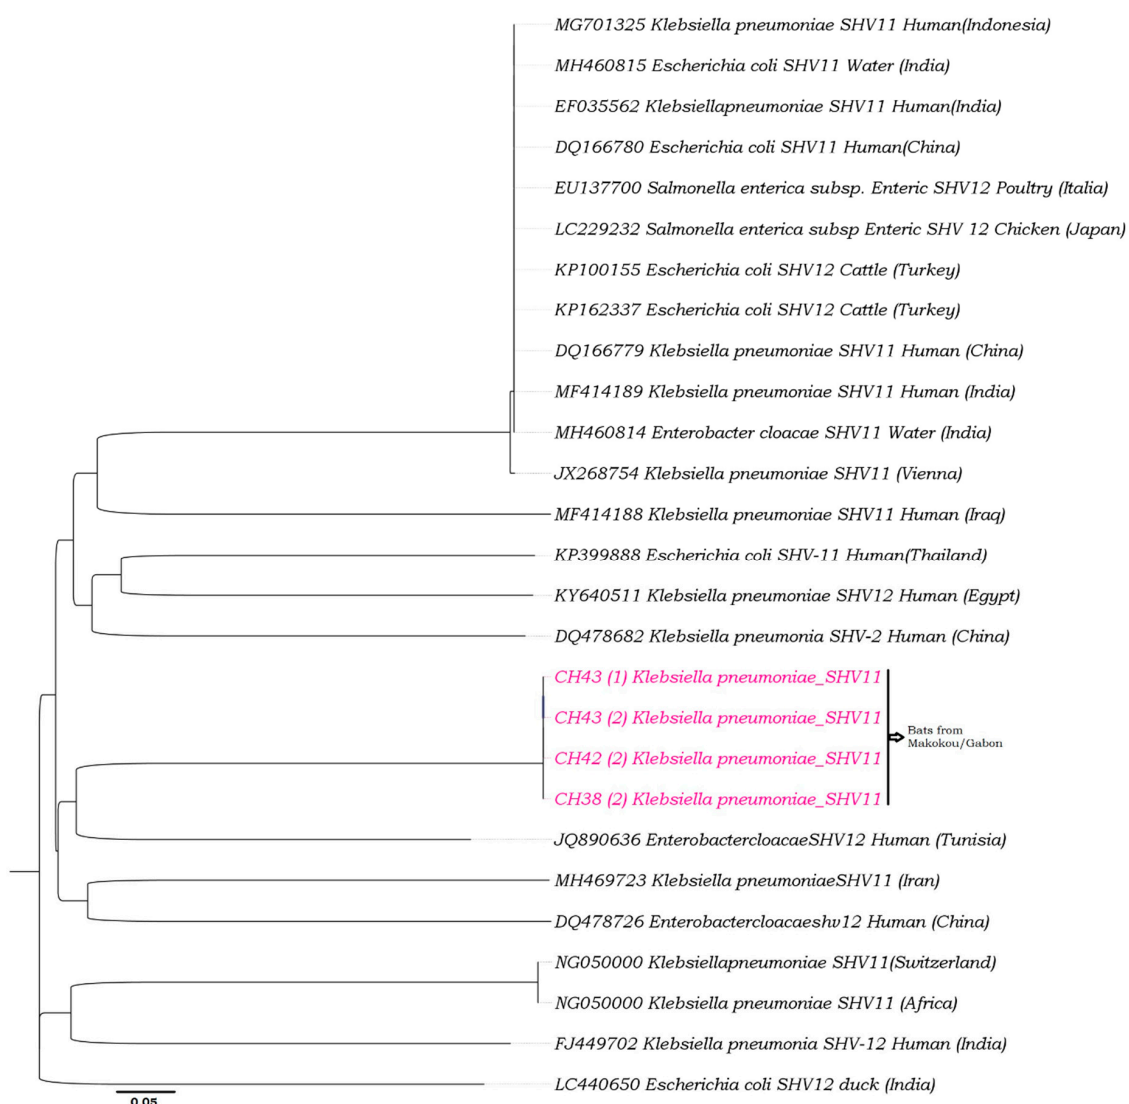 MG701325 Klebsiella pneumoniae SHV11 Human(Indonesia)
MH460815 Escherichia coli SHV11 Water (India)
EF035562 Klebsiellapneumoniae SHV11 Human(India)
DQ166780 Escherichia coli SHV11 Human(China)
EU137700 Salmonella enterica subsp. Enteric SHV12 Poultry (Italia)
LC229232 Salmonella enterica subsp Enteric SHV 12 Chicken (Japan)
KP100155 Escherichia coli SHV12 Cattle (Turkey)
KP162337 Escherichia coli SHV12 Cattle (Turkey)
DQ166779 Klebsiella pneumoniae SHV11 Human (China)
MF414189 Klebsiella pneumoniae SHV11 Human (India)
MH460814 Enterobacter cloacae SHV11 Water (India)
JX268754 Klebsiella pneumoniae SHV11 (Vienna)
MF414188 Klebsiella pneumoniae SHV11 Human (Iraq)
KP399888 Escherichia coli SHV-11 Human(Thailand)
KY640511 Klebsiella pneumoniae SHV12 Human (Egypt)
DQ478682 Klebsiella pneumonia SHV-2 Human (China)
CH43 (1) Klebsiella pneumoniae_SHV11
CH43 (2) Klebsiella pneumoniae_SHV11
Bats from
Makokou/Gabon
CH42 (2) Klebsiella pneumoniae_SHV11
CH38 (2) Klebsiella pneumoniae_SHV11
JQ890636 EnterobactercloacaeSHV12 Human (Tunisia)
MH469723 Klebsiella pneumoniaeSHV11 (Iran)
DQ478726 Enterobactercloacaeshv12 Human (China)
NG050000 Klebsiellapneumoniae SHV11(Switzerland)
NG050000 Klebsiella pneumoniae SHV11 (Africa)
FJ449702 Klebsiella pneumonia SHV-12 Human (India)
LC440650 Escherichia coli SHV12 duck (India)
0.05